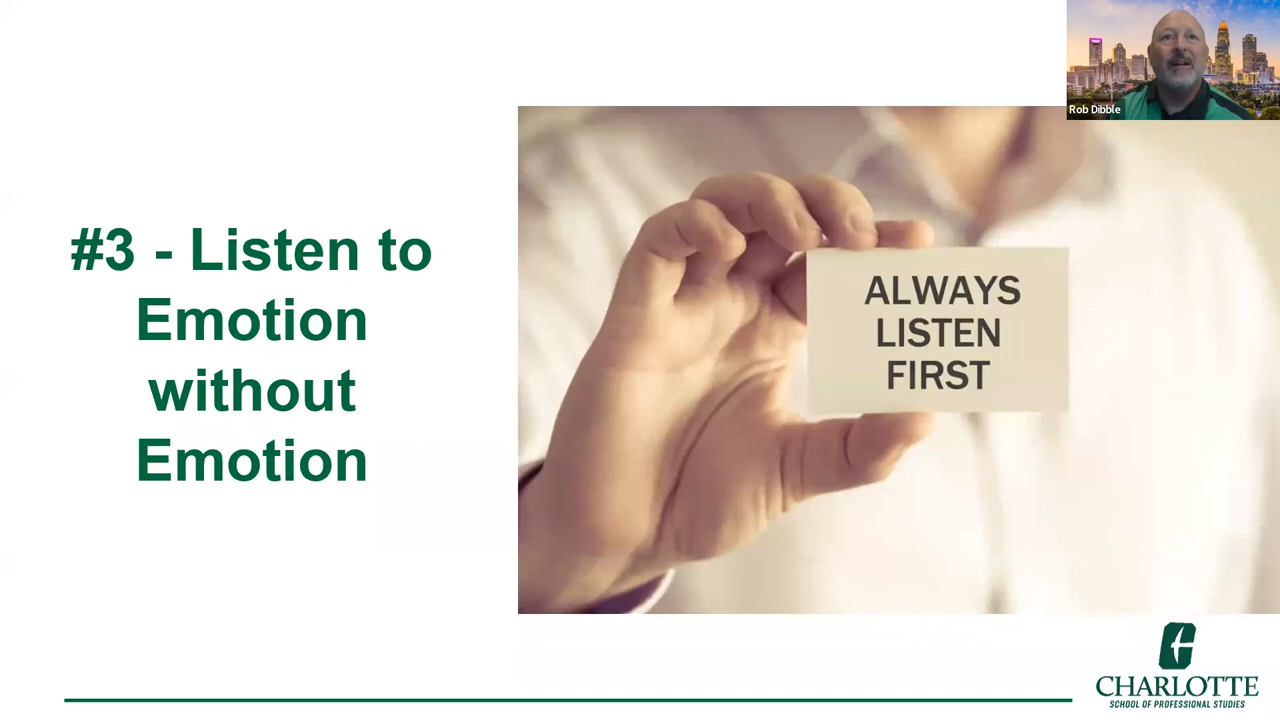 Rob Dibble
#3 - Listen to
Emotion
without
Emotion
ALWAYS
LISTEN
FIRST
CHARLOTTE
SCHOOL OF PROFESSIONAL STUDIES